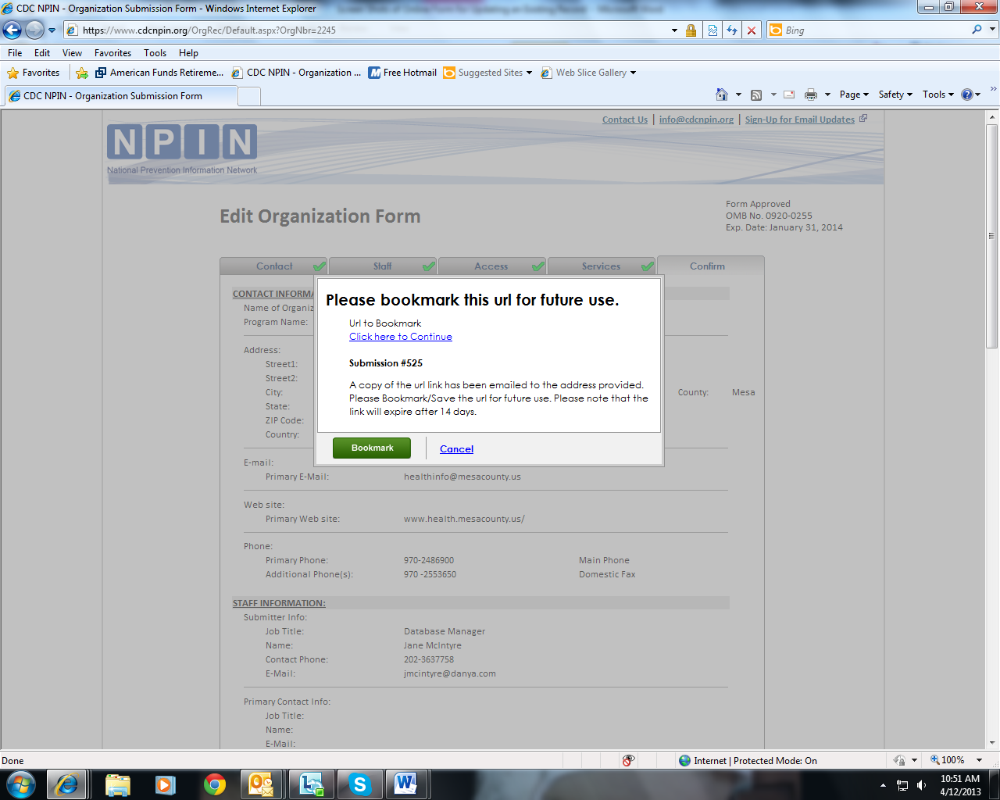 CDC NPIN - Organization Submission Form - Windows Internet Explorer
https://www.cdcnpin.org/OrgRec/Default.aspx?OrgNbr=2245
Bing
File Edit View Favorites Tools Help
Favorites American Funds Retireme... CDC NPIN - Organization ... Free Hotmail Suggested Sites Web Slice Gallery
CDC NPIN - Organization Submission Form
Page Safety Tools
Contact Us | info@cdcnpin.org | Sign-Up for Email Updates
NPIN
National Prevention Information Network
Edit Organization Form
Form Approved
OMB No. 0920-0255
Exp. Date: January 31, 2014
Contact Staff Access Services Confirm
CONTACT INFORMA
Name of Organiz
Program Name:
Please bookmark this url for future use.
Url to Bookmark
Click here to Continue
Submission #525
A copy of the url link has been emailed to the address provided.
Please Bookmark/Save the url for future use. Please note that the
link will expire after 14 days.
Bookmark Cancel
Address:
Street1:
Street2:
City: County: Mesa
State:
ZIP Code:
Country:
E-mail:
Primary E-Mail: healthinfo@mesacounty.us
Web site:
Primary Web site: www.health.mesacounty.us/
Phone:
Primary Phone: 970-2486900 Main Phone
Additional Phone(s): 970 -2553650 Domestic Fax
STAFF INFORMATION:
Submitter Info:
Job Title: Database Manager
Name: Jane McIntyre
Contact Phone: 202-3637758
E-Mail: jmcintyre@danya.com
Primary Contact Info:
Job Title:
Name:
E-Mail:
Done Internet | Protected Mode: On 100%
10:51 AM
4/12/2013